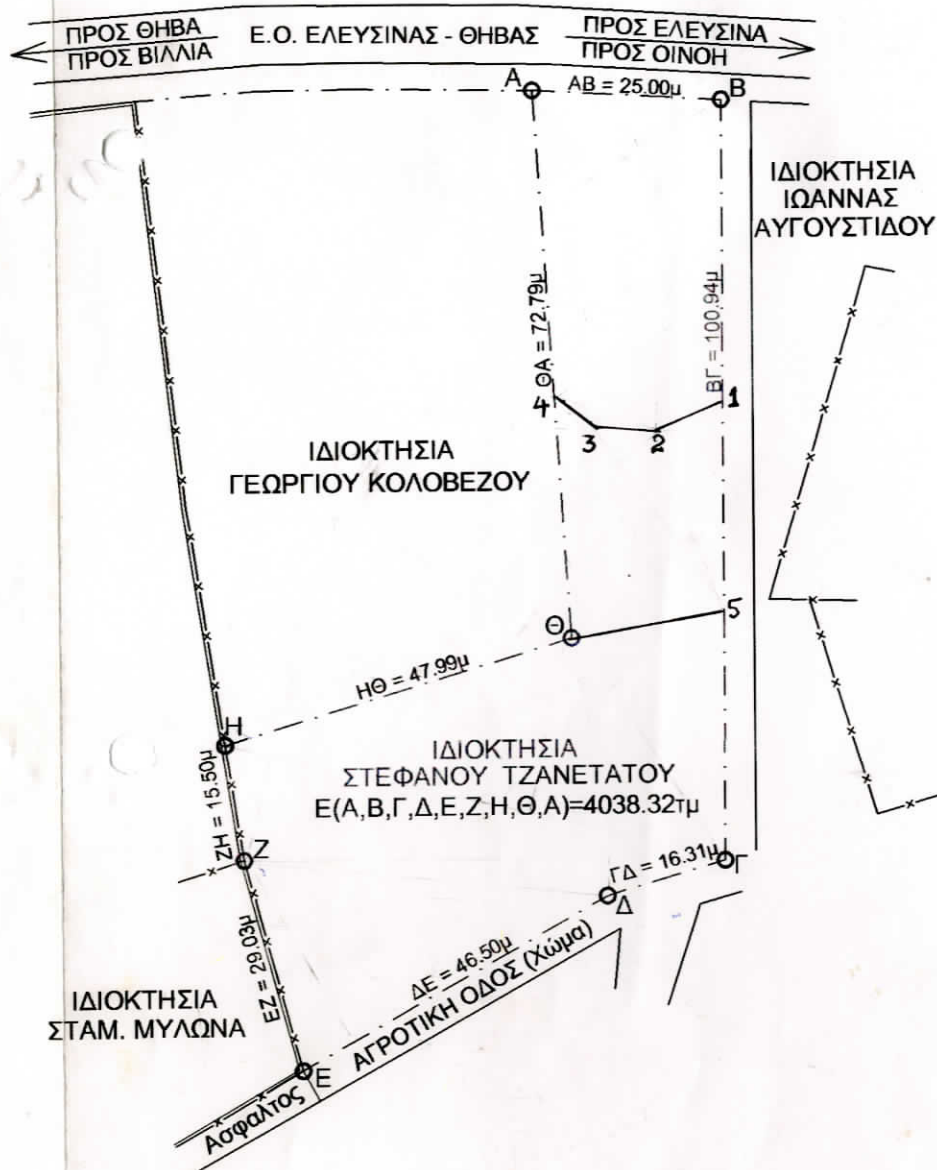 ΠΡΟΣ ΘΗΒΑ
ΠΡΟΣ ΒΙΛΛΙΑ
Ε.Ο. ΕΛΕΥΣΙΝΑΣ - ΘΗΒΑΣ
ΠΡΟΣ ΕΛΕΥΣΙΝΑ
ΠΡΟΣ ΟΙΝΟΗ
Α
ΑΒ = 25.00μ
Β
ΙΔΙΟΚΤΗΣΙΑ
ΙΩΑΝΝΑΣ
ΑΥΓΟΥΣΤΙΔΟΥ
ΘΑ = 72.79μ
ΒΓ = 100.94μ
4
3
2
1
ΙΔΙΟΚΤΗΣΙΑ
ΓΕΩΡΓΙΟΥ ΚΟΛΟΒΕΖΟΥ
Θ
5
ΗΘ = 47.99μ
Η
ΙΔΙΟΚΤΗΣΙΑ
ΣΤΕΦΑΝΟΥ ΤΖΑΝΕΤΑΤΟΥ
Ε(Α,Β,Γ,Δ,Ε,Ζ,Η,Θ,Α)=4038.32τμ
ΖΗ = 15.50μ
Ζ
ΓΔ = 16.31μ
Γ
Δ
ΕΖ = 29.03μ
ΔΕ = 46.50μ
ΑΓΡΟΤΙΚΗ ΟΔΟΣ (Χώμα)
ΙΔΙΟΚΤΗΣΙΑ
ΣΤΑΜ. ΜΥΛΩΝΑ
Ε
Ασφαλτος